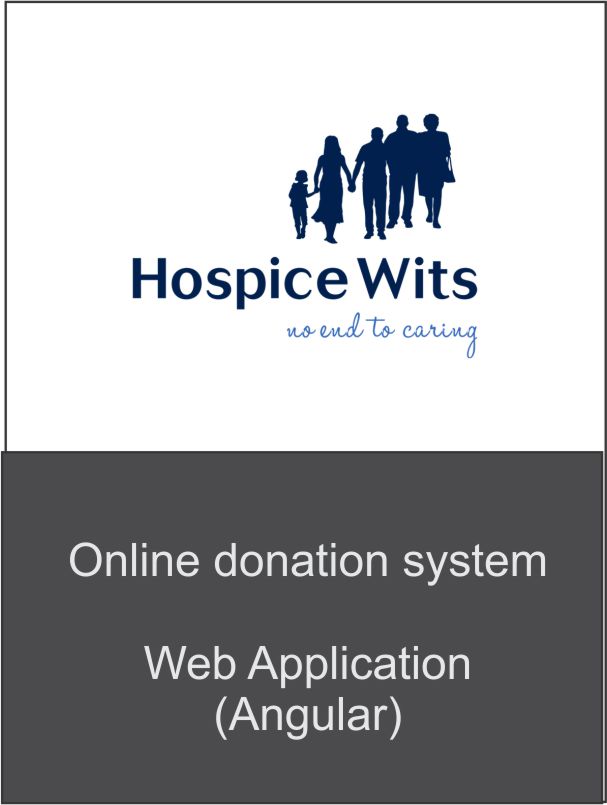 Hospice Wits
no end to caring
Online donation system
Web Application
(Angular)